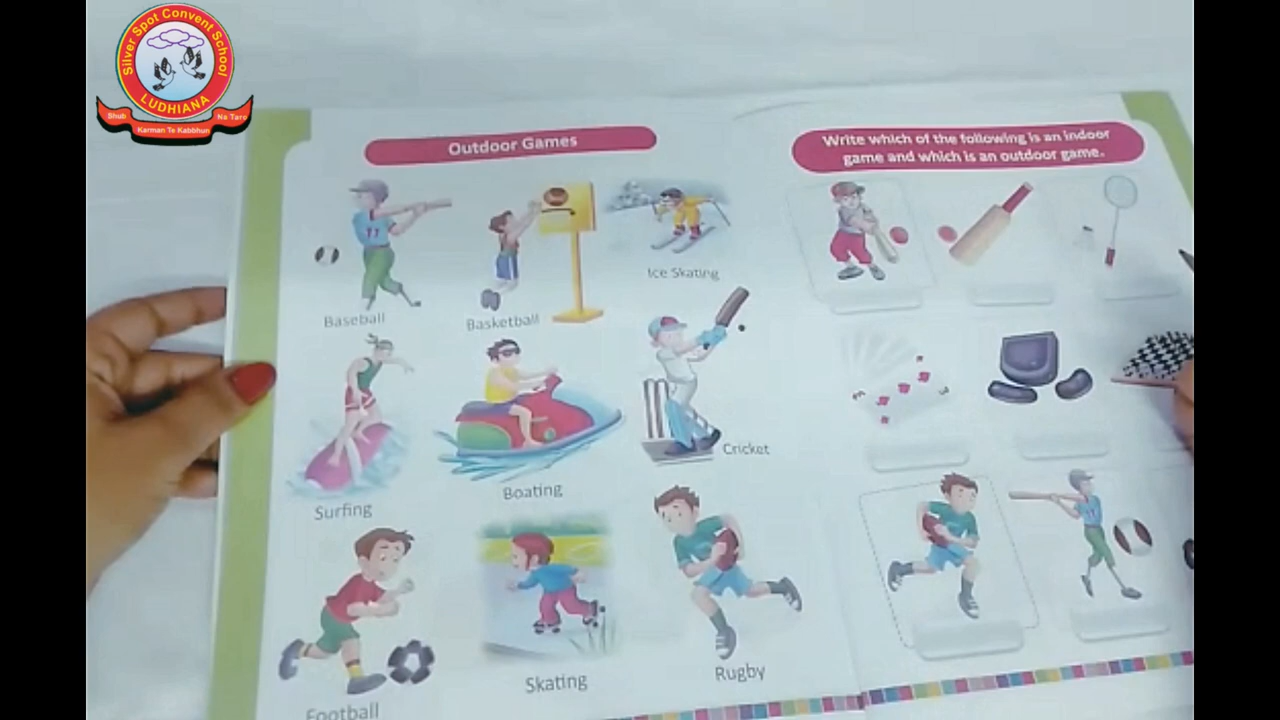 Silver Spot Convent School
LUDHIANA
Shub
Karman Te Kabbhun
Na Taro
Outdoor Games
Baseball
Basketball
Ice Skating
Surfing
Boating
Cricket
Football
Skating
Rugby
Write which of the following is an indoor
game and which is an outdoor game.